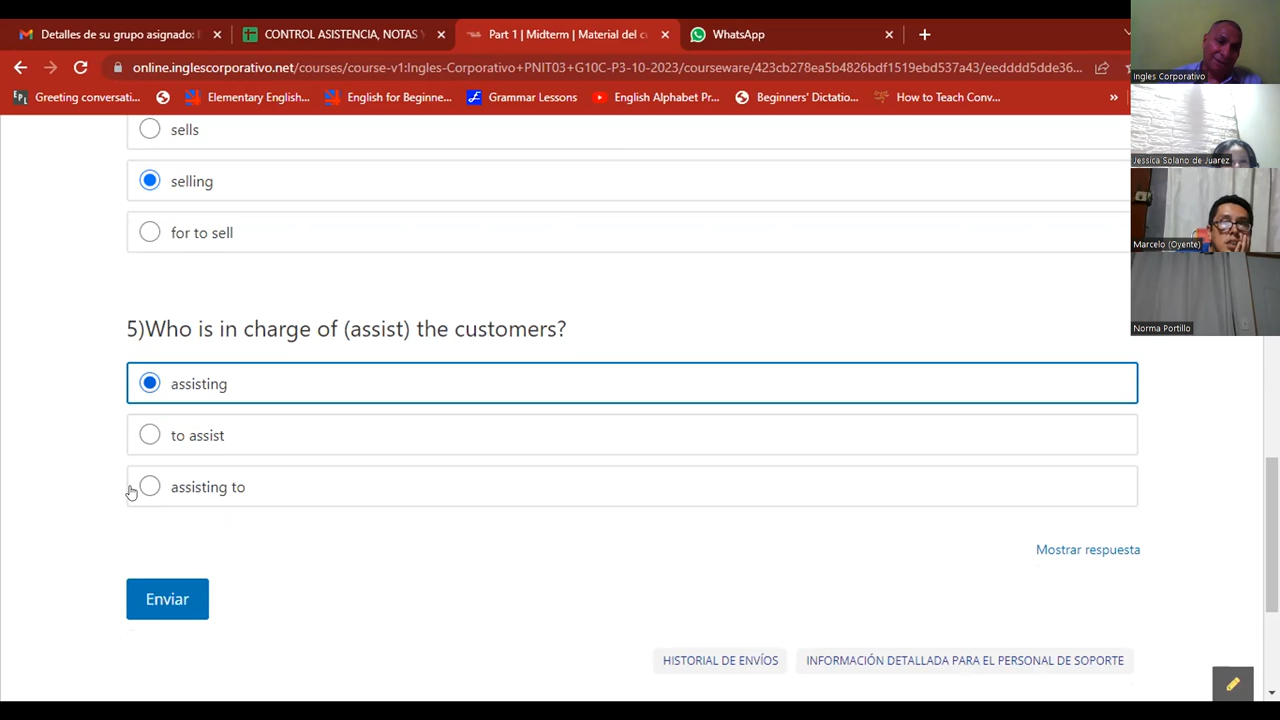 Detalles de su grupo asignado: I
CONTROL ASISTENCIA, NOTAS Y
Part 1 | Midterm | Material del cu
WhatsApp
online.inglescorporativo.net/courses/course-v1:Ingles-Corporativo+PNIT03+G10C-P3-10-2023/courseware/423cb278ea5b4826bdf1519ebd537a43/eedddd5dde36...
Greeting conversati...
Elementary English...
English for Beginne...
Grammar Lessons
English Alphabet Pr...
Beginners' Dictatio...
How to Teach Conv...
»
Ingles Corporativo
Jessica Solano de Juarez
Marcelo (Oyente)
Norma Portillo
sells
selling
for to sell
5)Who is in charge of (assist) the customers?
assisting
to assist
assisting to
Mostrar respuesta
Enviar
HISTORIAL DE ENVÍOS
INFORMACIÓN DETALLADA PARA EL PERSONAL DE SOPORTE